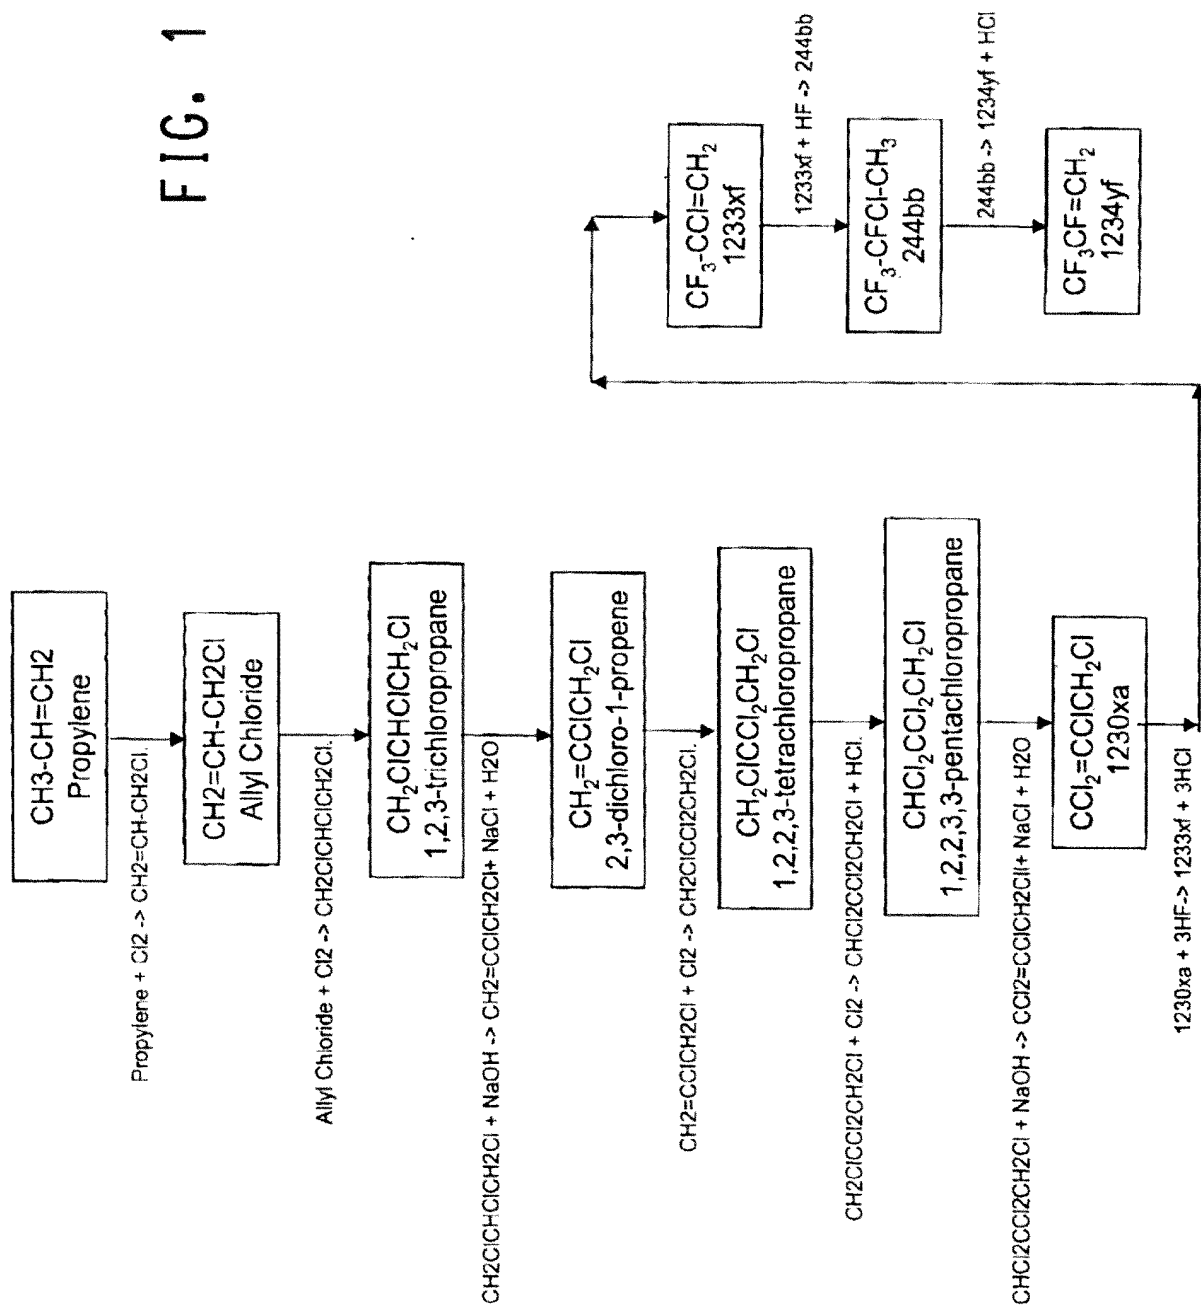 FIG. 1
CH3-CH=CH2
Propylene
Propylene + Cl2 -> CH2=CH-CH2Cl.
CH2=CH-CH2Cl
Allyl Chloride
Allyl Chloride + Cl2 -> CH2ClCHClCH2Cl.
CH₂ClCHClCH₂Cl
1,2,3-trichloropropane
CH2ClCHClCH2Cl + NaOH -> CH2=CClCH2Cl+ NaCl + H2O
CH₂=CClCH₂Cl
2,3-dichloro-1-propene
CH2=CClCH2Cl + Cl2 -> CH2ClCCl2CH2Cl.
CH₂ClCCl₂CH₂Cl
1,2,2,3-tetrachloropropane
CH2ClCCl2CH2Cl + Cl2 -> CHCl2CCl2CH2Cl + HCl.
CHCl₂CCl₂CH₂Cl
1,2,2,3,3-pentachloropropane
CHCl2CCl2CH2Cl + NaOH -> CCl2=CClCH2Cl+ NaCl + H2O
CCl₂=CClCH₂Cl
1230xa
1230xa + 3HF-> 1233xf + 3HCl
CF₃-CCl=CH₂
1233xf
1233xf + HF -> 244bb
CF₃-CFCl-CH₃
244bb
244bb -> 1234yf + HCl
CF₃CF=CH₂
1234yf